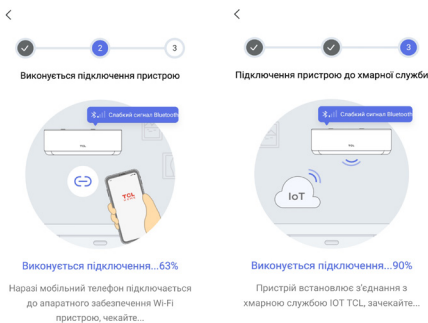 2
3
Виконується підключення пристрою
Слабкий сигнал Bluetooth
TCL
TCL
Виконується підключення...63%
Наразі мобільний телефон підключається
до апаратного забезпечення Wi-Fi
пристрою, чекайте...
3
Підключення пристрою до хмарної служби
Слабкий сигнал Bluetooth
TCL
IoT
Виконується підключення...90%
Пристрій встановлює з'єднання з
хмарною службою IOT TCL, зачекайте...